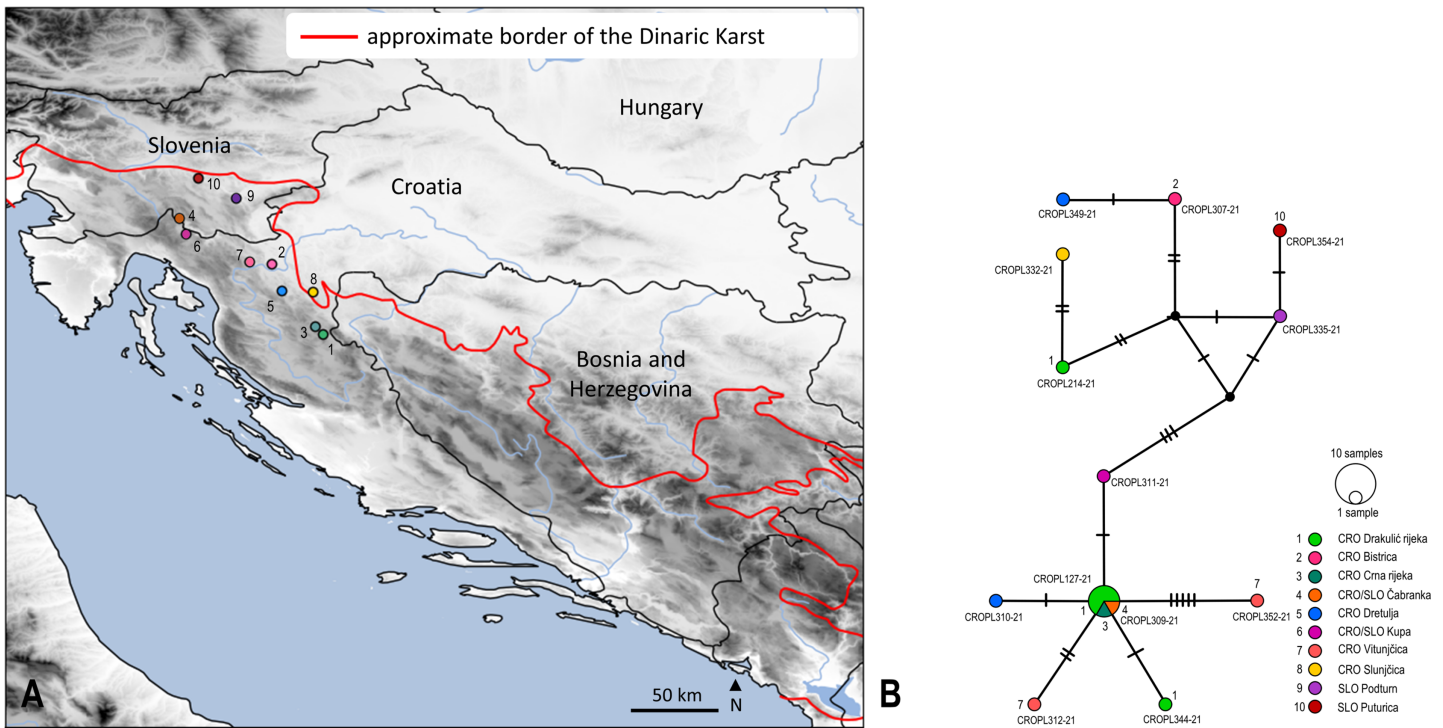 approximate border of the Dinaric Karst
Hungary
Slovenia
Croatia
10
9
4
6
7
2
5
8
3
1
Bosnia and
Herzegovina
A
50 km
N
2
CROPL349-21
CROPL307-21
10
CROPL354-21
CROPL332-21
CROPL335-21
1
CROPL214-21
CROPL311-21
10 samples
1 sample
CROPL127-21
7
CROPL310-21
1
4
CROPL309-21
CROPL352-21
3
7
CROPL312-21
1
CROPL344-21
1 CRO Drakulić rijeka
2 CRO Bistrica
3 CRO Crna rijeka
4 CRO/SLO Čabranka
5 CRO Dretulja
6 CRO/SLO Kupa
7 CRO Vitunjčica
8 CRO Slunjčica
9 SLO Podturn
10 SLO Puturica
B